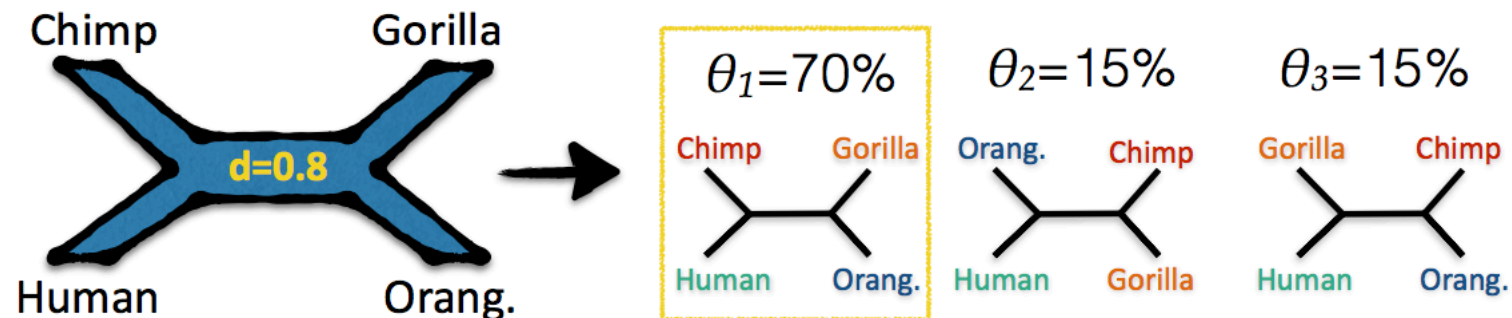 Chimp Gorilla
d=0.8
Human Orang.
θ1=70%
Chimp Gorilla
Human Orang.
θ2=15%
Orang. Chimp
Human Gorilla
θ3=15%
Gorilla Chimp
Human Orang.